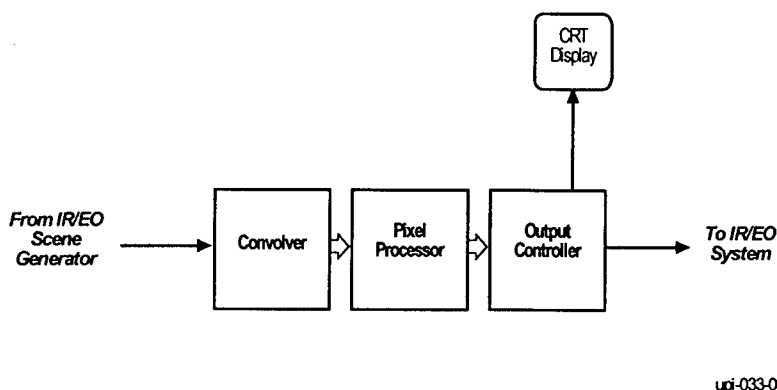 CRT
Display
From IR/EO
Scene
Generator
Convolver
Pixel
Processor
Output
Controller
To IR/EO
System
upi-033-0